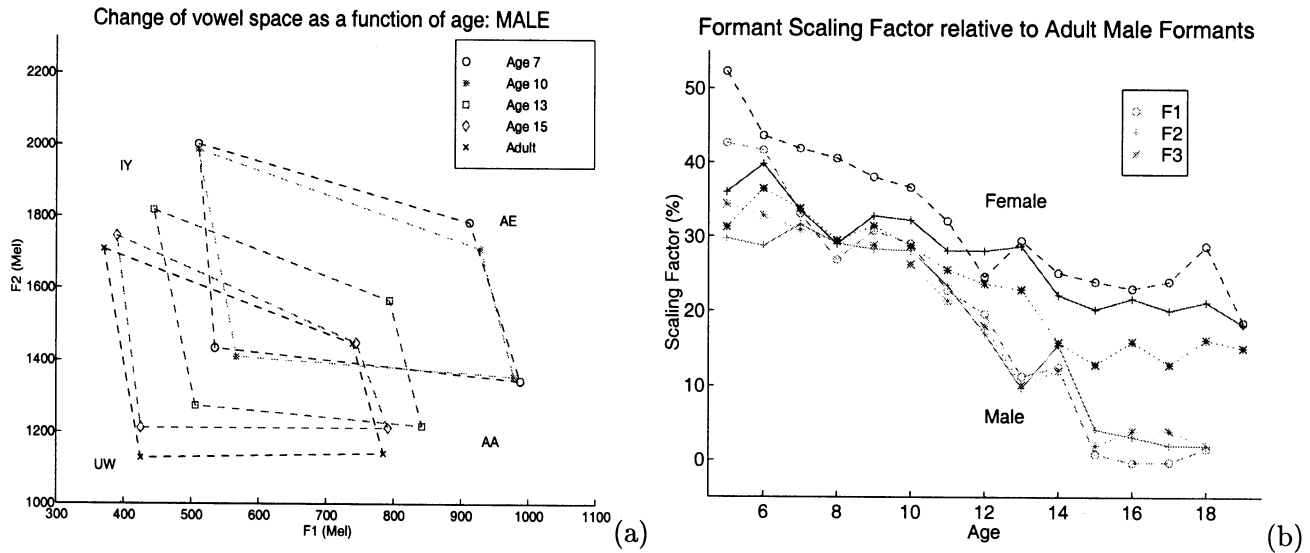 Change of vowel space as a function of age: MALE
Age 7
Age 10
Age 13
Age 15
Adult
2200
2000
1800
1600
1400
1200
1000
F2 (Mel)
IY
AE
AA
UW
300 400 500 600 700 800 900 1000 1100
F1 (Mel)
(a)
Formant Scaling Factor relative to Adult Male Formants
F1
F2
F3
50
40
30
20
10
0
Scaling Factor (%)
Female
Male
6 8 10 12 14 16 18
Age
(b)